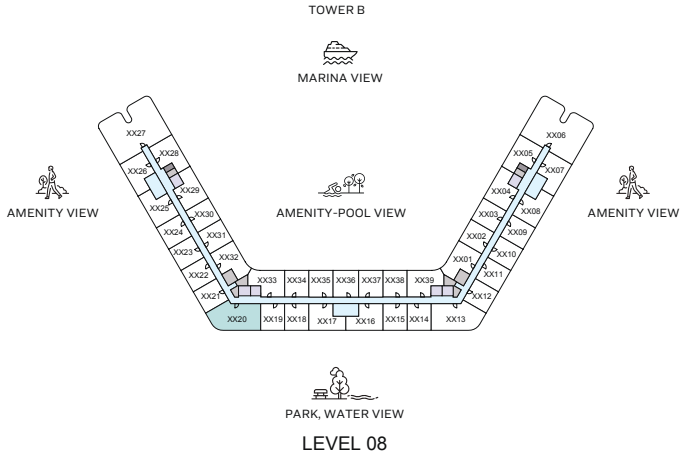 TOWER B
MARINA VIEW
XX27
XX06
XX28
XX05
XX26
XX07
XX29
XX04
AMENITY VIEW
AMENITY-POOL VIEW
AMENITY VIEW
XX25
XX30
XX03
XX08
XX24
XX31
XX02
XX09
XX23
XX32
XX01
XX10
XX22
XX33
XX34
XX35
XX36
XX37
XX38
XX39
XX11
XX21
XX12
XX20
XX19
XX18
XX17
XX16
XX15
XX14
XX13
PARK, WATER VIEW
LEVEL 08